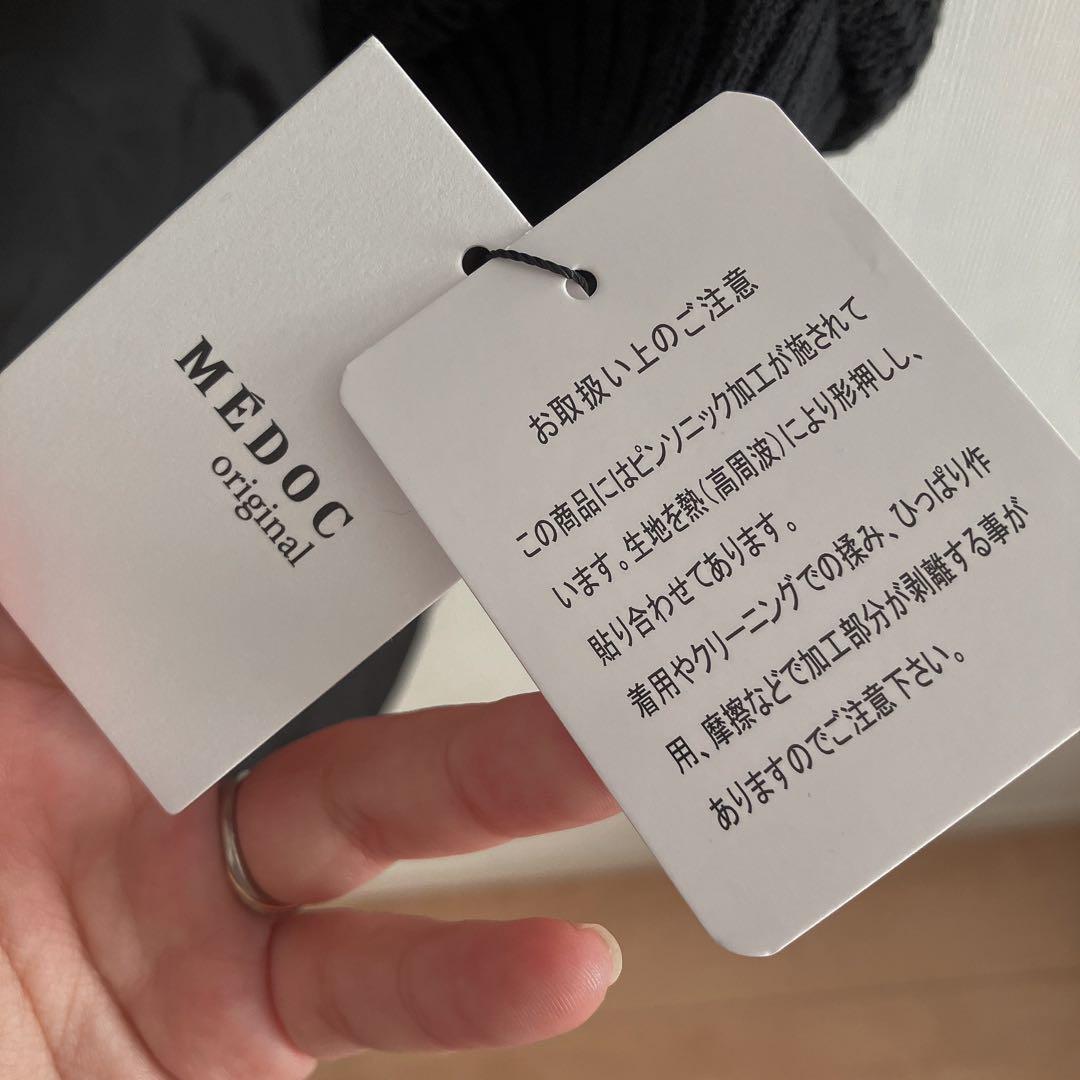 MÉDOC
original
お取扱い上のご注意
この商品にはピンソニック加工が施されて
います。生地を熱(高周波)により形押しし、
貼り合わせてあります。
着用やクリーニングでの揉み、ひっぱり作
用、摩擦などで加工部分が剥離する事が
ありますのでご注意下さい。